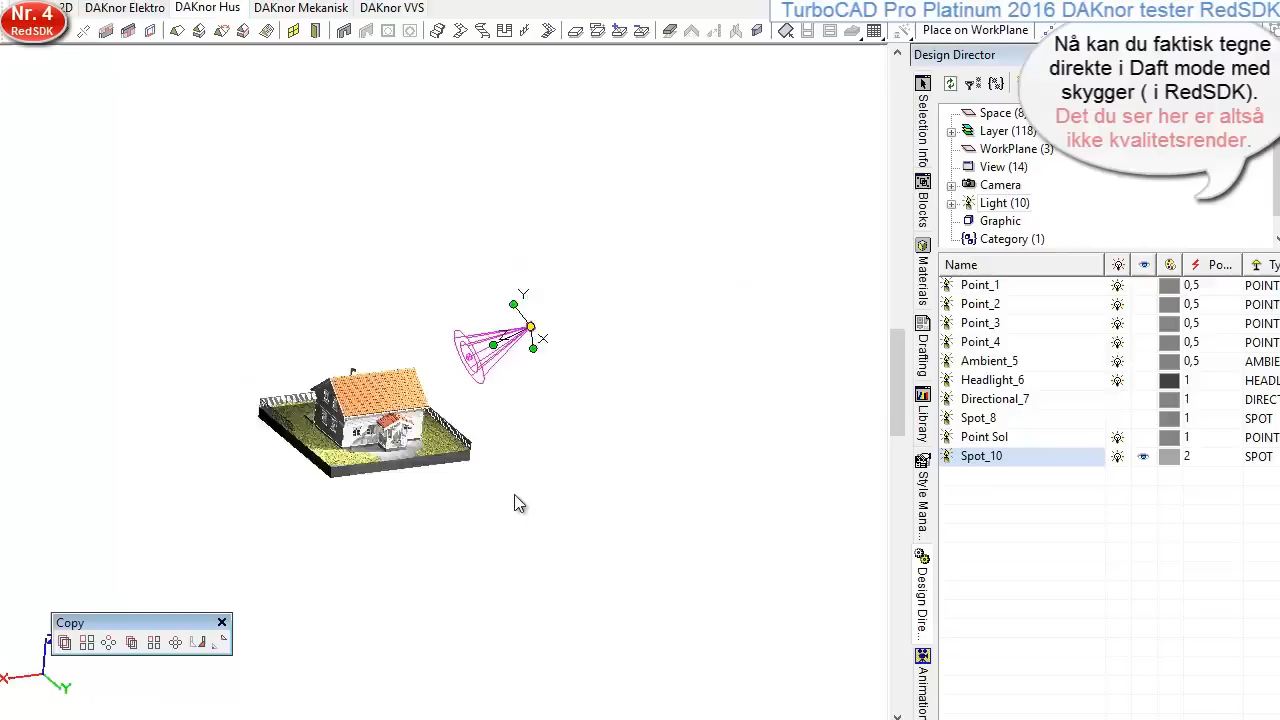 Nr. 4
RedSDK
2D
DAKnor Elektro
DAKnor Hus
DAKnor Mekanisk
DAKnor VVS
TurboCAD Pro Platinum 2016 DAKnor tester RedSDK
Place on WorkPlane
Nå kan du faktisk tegne
direkte i Daft mode med
skygger ( i RedSDK).
Det du ser her er altså
ikke kvalitetsrender.
Design Director
Space (8
Layer (118)
WorkPlane (3)
View (14)
Camera
Light (10)
Graphic
Category (1)
Selection Info
Blocks
Materials
Drafting
Library
Style Mana...
Design Dire...
Animation
Name Po... Ty
Point_1 0,5 POINT
Point_2 0,5 POINT
Point_3 0,5 POINT
Point_4 0,5 POINT
Ambient_5 0,5 AMBIE
Headlight_6 1 HEADL
Directional_7 1 DIRECT
Spot_8 1 SPOT
Point Sol 1 POINT
Spot_10 2 SPOT
Y
X
Copy
X
Y